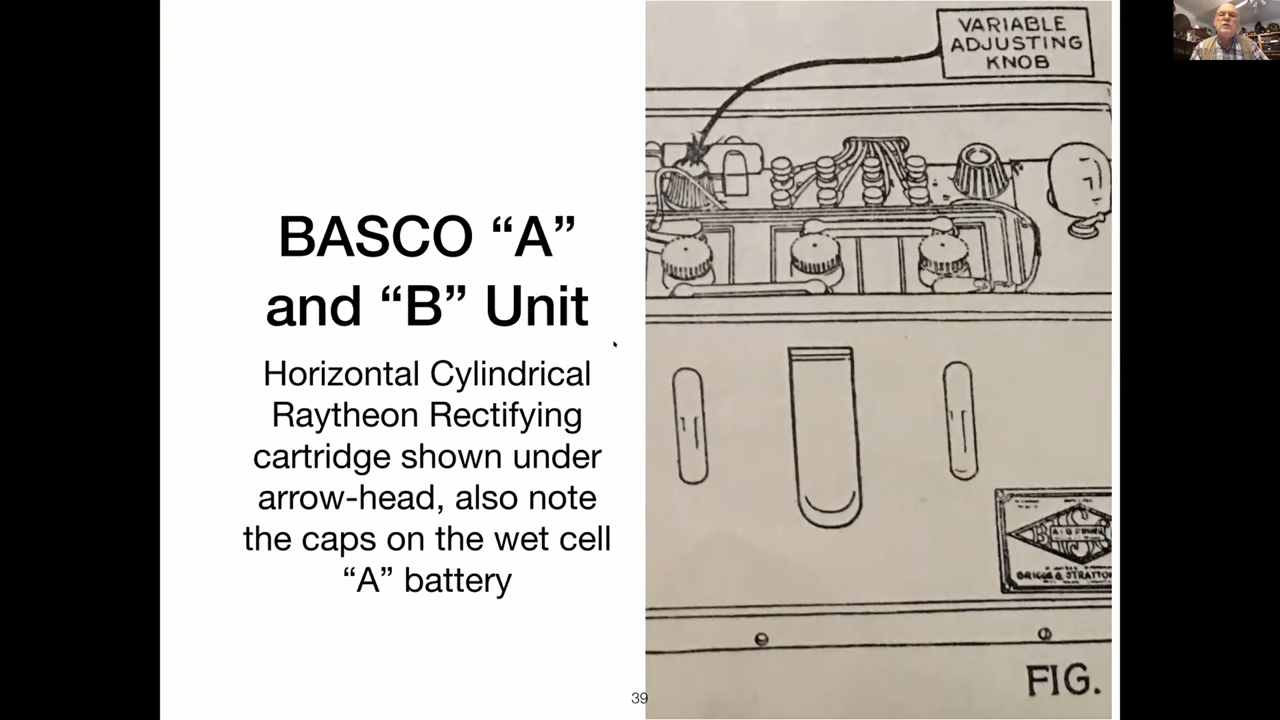 BASCO “A”
and “B” Unit
Horizontal Cylindrical
Raytheon Rectifying
cartridge shown under
arrow-head, also note
the caps on the wet cell
“A” battery
VARIABLE
ADJUSTING
KNOB
BRIGGS & STRATTON
FIG.
39